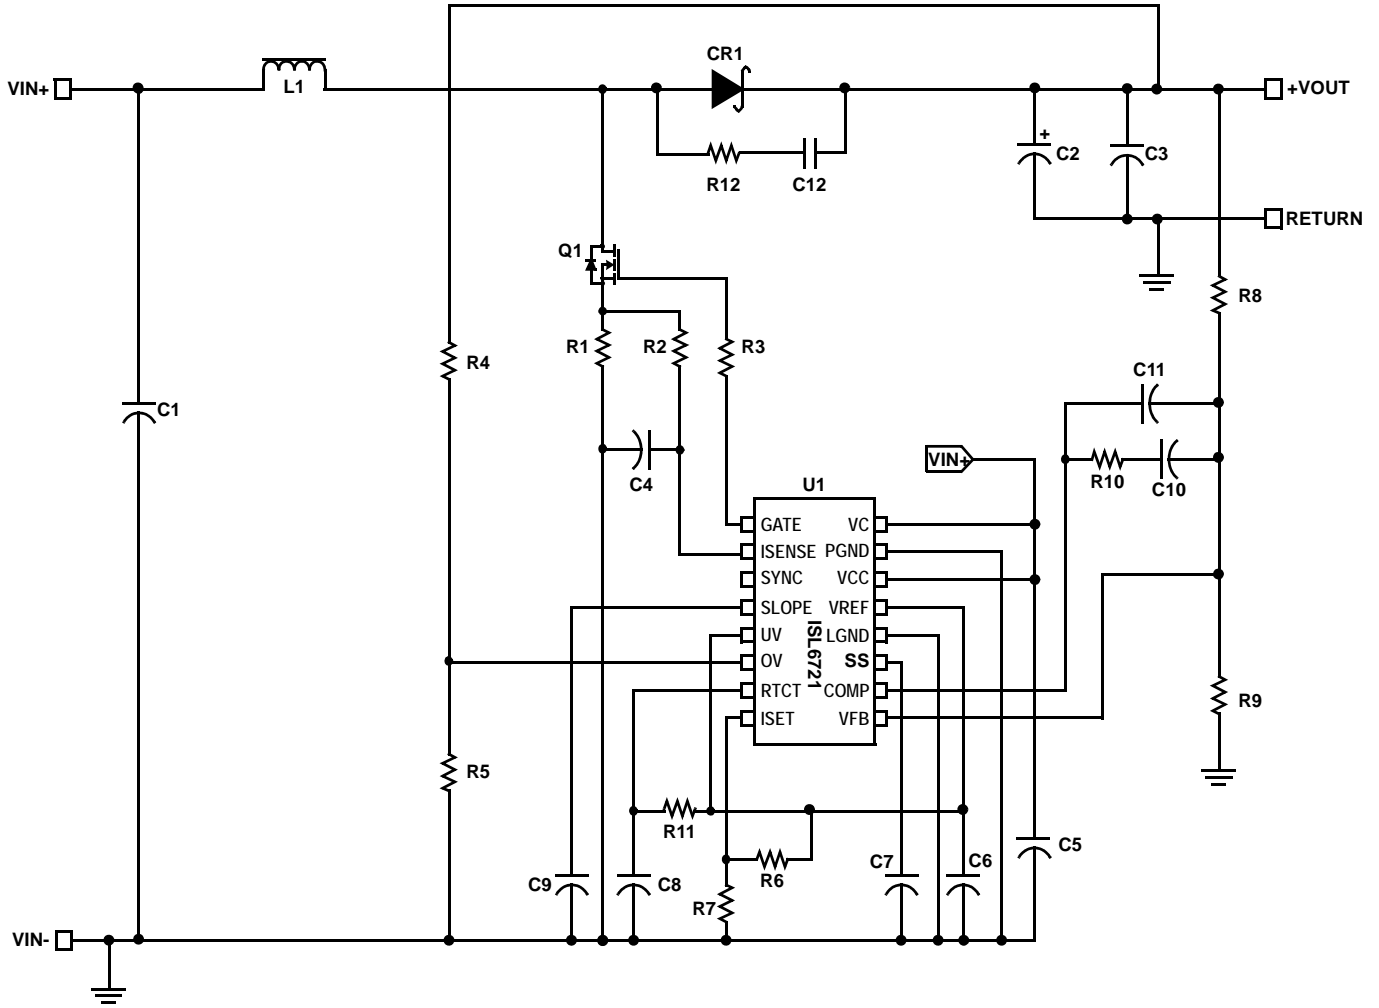 CR1
VIN+
L1
+VOUT
+
C2
C3
R12
C12
RETURN
Q1
R8
R1
R2
R3
R4
C11
C1
VIN+
R10
C10
C4
U1
GATE
VC
ISENSE
PGND
SYNC
VCC
SLOPE
VREF
UV
LGND
OV
SS
RTCT
COMP
ISET
VFB
ISL6721
R9
R5
R11
C5
C7
C6
R6
C9
C8
R7
VIN-